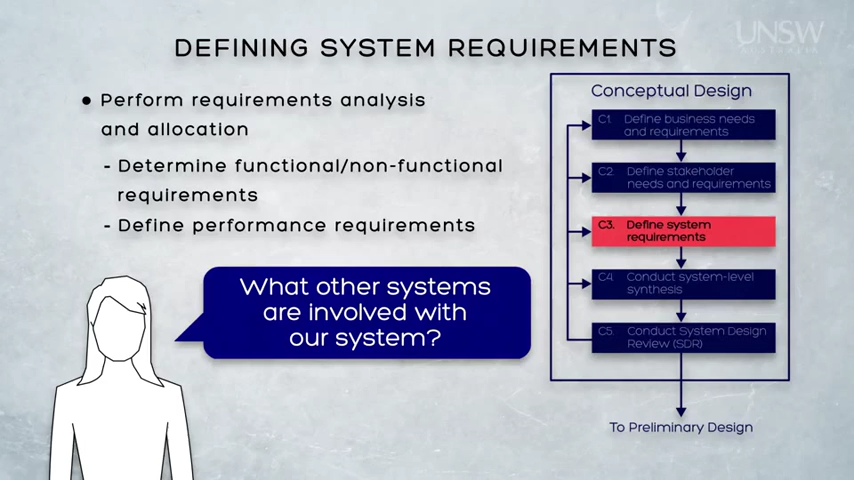 UNSW
AUSTRALIA
DEFINING SYSTEM REQUIREMENTS
● Perform requirements analysis
and allocation
- Determine functional/non-functional
requirements
- Define performance requirements
What other systems
are involved with
our system?
Conceptual Design
C1. Define business needs
and requirements
C2. Define stakeholder
needs and requirements
C3. Define system
requirements
C4. Conduct system-level
synthesis
C5. Conduct System Design
Review (SDR)
To Preliminary Design